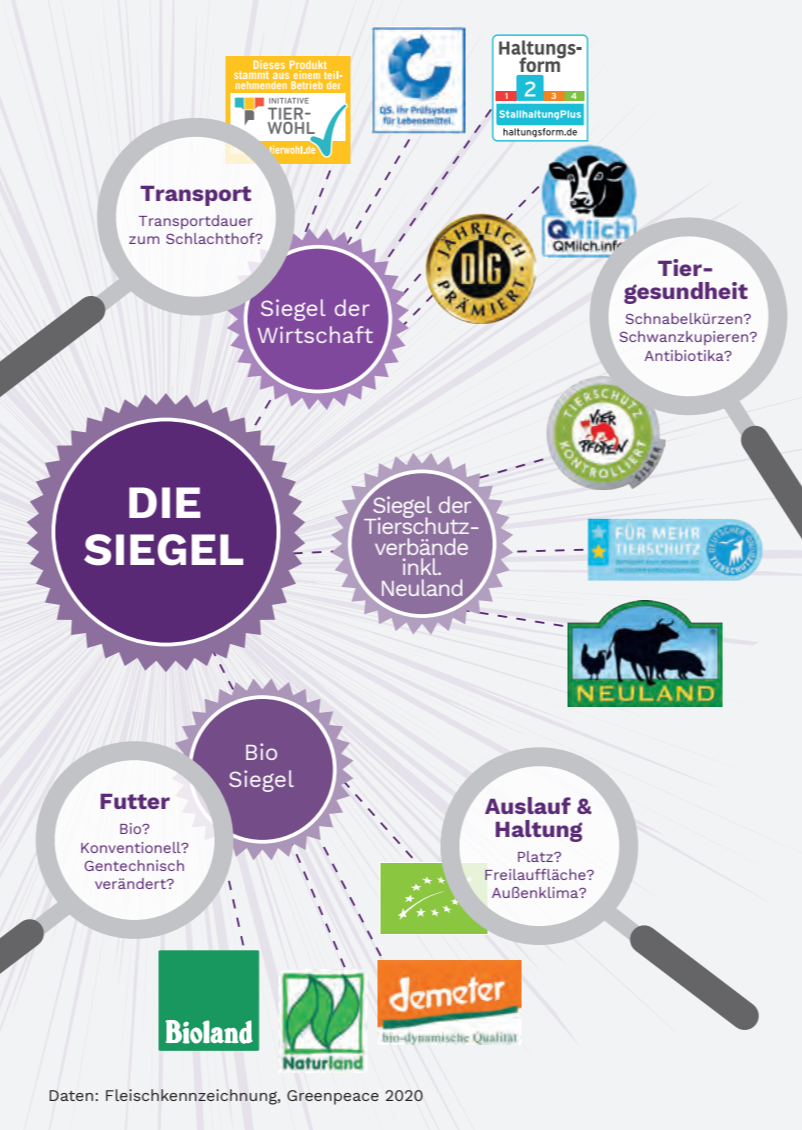 Dieses Produkt
stammt aus einem teil-
nehmenden Betrieb der
INITIATIVE
TIER-
WOHL
tierwohl.de
QS. Ihr Prüfsystem
für Lebensmittel.
Haltungs-
form
1 2 3 4
StallhaltungPlus
haltungsform.de
QMilch
QMilch.info
JÄHRLICH
DLG
PRÄMIERT
Transport
Transportdauer
zum Schlachthof?
Siegel der
Wirtschaft
Tier-
gesundheit
Schnabelkürzen?
Schwanzkupieren?
Antibiotika?
TIERSCHUTZ
VIER
PFOTEN
KONTROLLIERT
SILBER
DIE
SIEGEL
Siegel der
Tierschutz-
verbände
inkl.
Neuland
FÜR MEHR
TIERSCHUTZ
DEUTSCHER
TIERSCHUTZBUND
NEULAND
Bio
Siegel
Futter
Bio?
Konventionell?
Gentechnisch
verändert?
Auslauf &
Haltung
Platz?
Freilauffläche?
Außenklima?
Bioland
Naturland
demeter
bio-dynamische Qualität
Daten: Fleischkennzeichnung, Greenpeace 2020